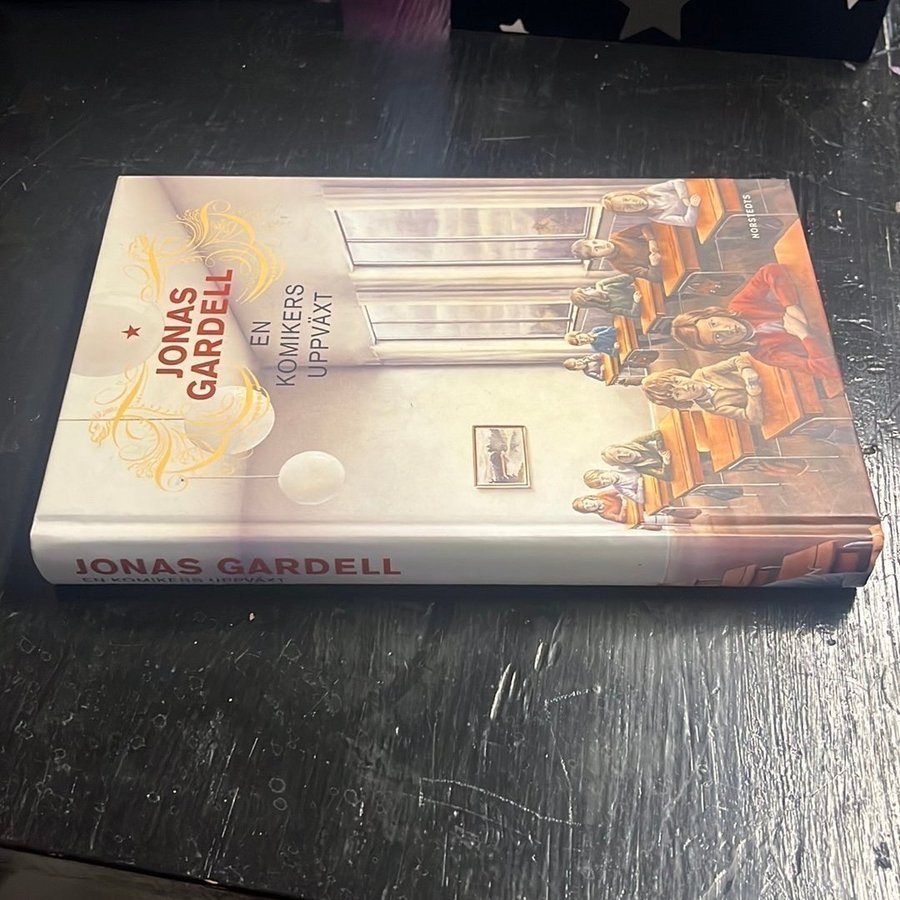 JONAS
GARDELL
EN
KOMIKERS
UPPVÄXT
NORSTEDTS
JONAS GARDELL
EN KOMIKERS UPPVÄXT